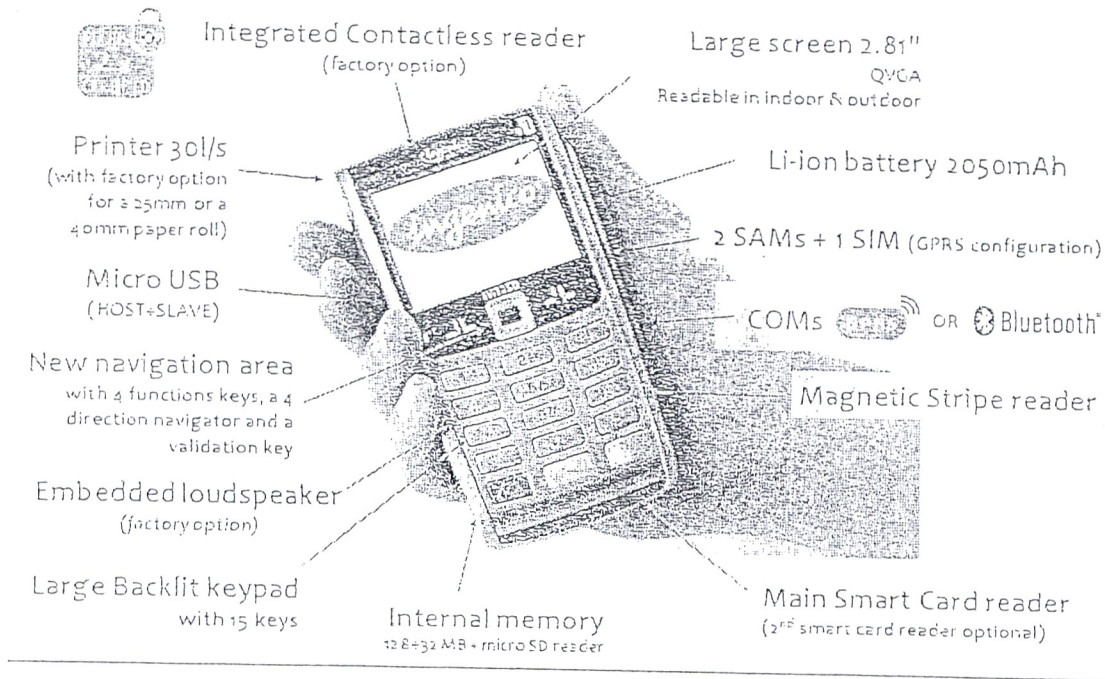 Integrated Contactless reader
(factory option)
Large screen 2.81"
QVGA
Readable in indoor & outdoor
Printer 30l/s
(with factory option
for a 25mm or a
40mm paper roll)
Li-ion battery 2050mAh
ingenico
2 SAMs + 1 SIM (GPRS configuration)
Micro USB
(HOST+SLAVE)
COMs
OR
Bluetooth
New navigation area
with 4 functions keys, a 4
direction navigator and a
validation key
Magnetic Stripe reader
Embedded loudspeaker
(factory option)
Large Backlit keypad
with 15 keys
Internal memory
128+32 MB + micro SD reader
Main Smart Card reader
(2nd smart card reader optional)